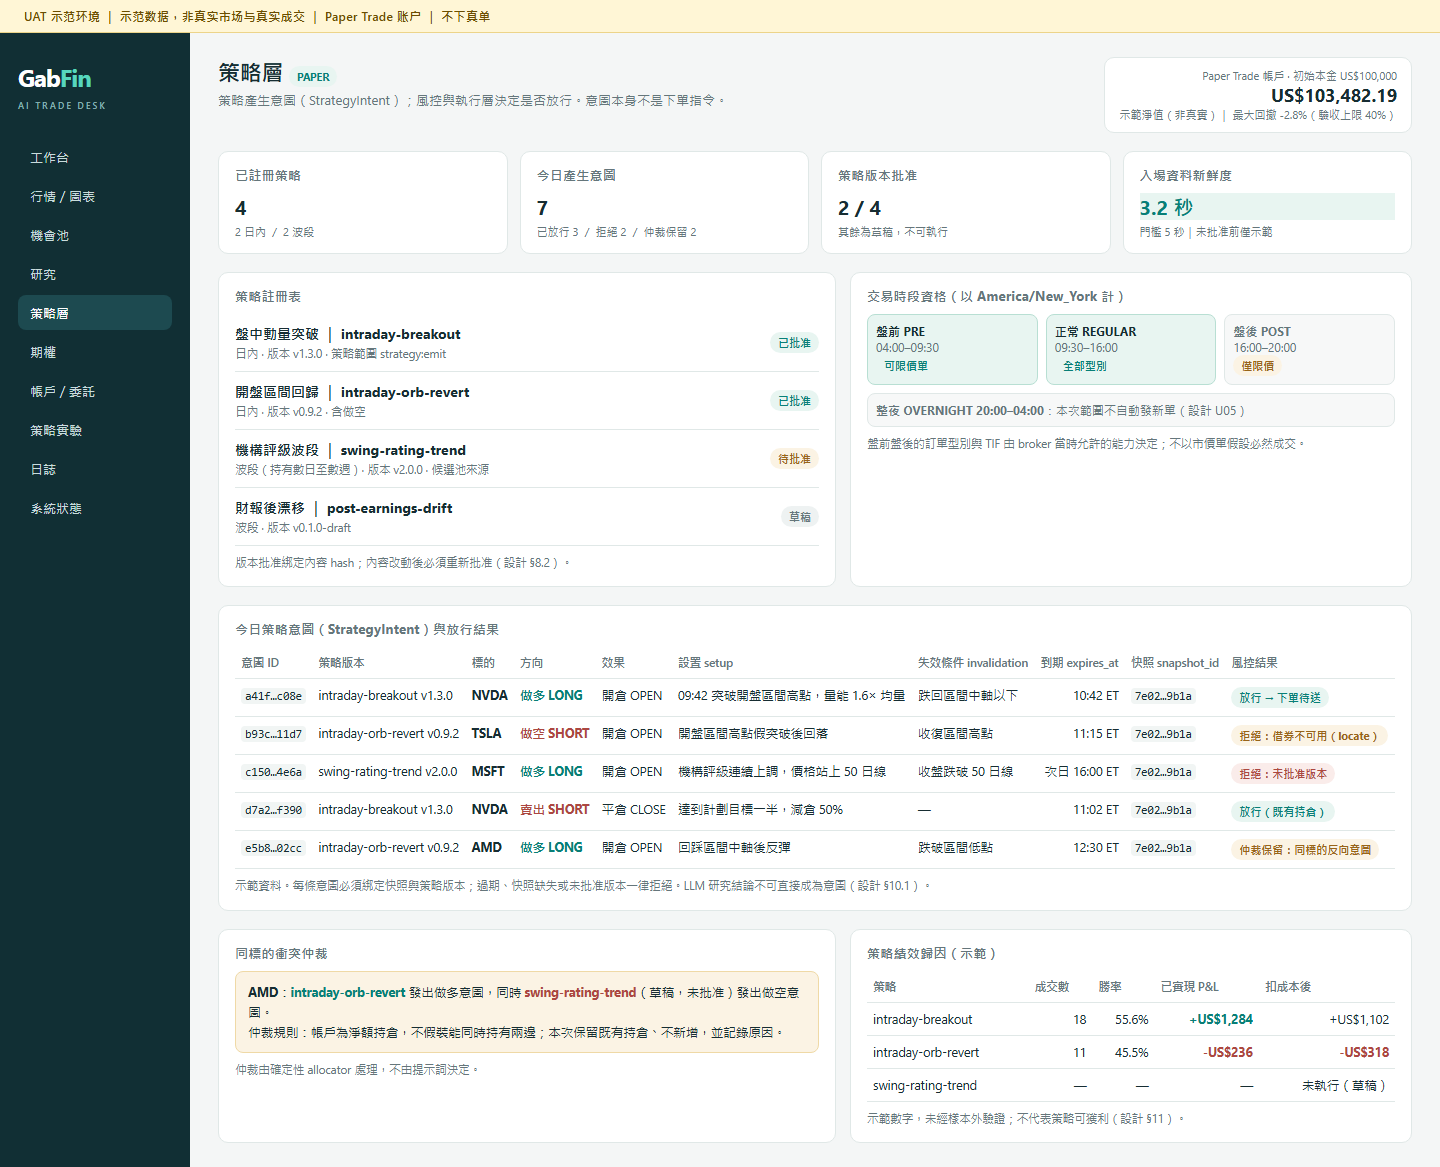 UAT 示范环境 ｜ 示范数据，非真实市场与真实成交 ｜ Paper Trade 账户 ｜ 不下真单
GabFin
AI TRADE DESK
工作台
行情 / 圖表
機會池
研究
策略層
期權
帳戶 / 委託
策略實驗
日誌
系統狀態
策略層 PAPER
策略產生意圖（StrategyIntent）；風控與執行層決定是否放行。意圖本身不是下單指令。
Paper Trade 帳戶 · 初始本金 US$100,000
US$103,482.19
示範淨值（非真實）｜ 最大回撤 -2.8%（驗收上限 40%）
已註冊策略
4
2 日內 / 2 波段
今日產生意圖
7
已放行 3 / 拒絕 2 / 仲裁保留 2
策略版本批准
2 / 4
其餘為草稿，不可執行
入場資料新鮮度
3.2 秒
門檻 5 秒｜未批准前僅示範
策略註冊表
盤中動量突破 ｜ intraday-breakout
日內 · 版本 v1.3.0 · 策略範圍 strategy:emit
已批准
開盤區間回歸 ｜ intraday-orb-revert
日內 · 版本 v0.9.2 · 含做空
已批准
機構評級波段 ｜ swing-rating-trend
波段（持有數日至數週）· 版本 v2.0.0 · 候選池來源
待批准
財報後漂移 ｜ post-earnings-drift
波段 · 版本 v0.1.0-draft
草稿
版本批准綁定內容 hash；內容改動後必須重新批准（設計 §8.2）。
交易時段資格（以 America/New_York 計）
盤前 PRE
04:00–09:30
可限價單
正常 REGULAR
09:30–16:00
全部型別
盤後 POST
16:00–20:00
僅限價
整夜 OVERNIGHT 20:00–04:00：本次範圍不自動發新單（設計 U05）
盤前盤後的訂單型別與 TIF 由 broker 當時允許的能力決定；不以市價單假設必然成交。
今日策略意圖（StrategyIntent）與放行結果
意圖 ID 策略版本 標的 方向 效果 設置 setup 失效條件 invalidation 到期 expires_at 快照 snapshot_id 風控結果
a41f…c08e intraday-breakout v1.3.0 NVDA 做多 LONG 開倉 OPEN 09:42 突破開盤區間高點，量能 1.6× 均量 跌回區間中軸以下 10:42 ET 7e02…9b1a 放行 → 下單待送
b93c…11d7 intraday-orb-revert v0.9.2 TSLA 做空 SHORT 開倉 OPEN 開盤區間高點假突破後回落 收復區間高點 11:15 ET 7e02…9b1a 拒絕：借券不可用（locate）
c150…4e6a swing-rating-trend v2.0.0 MSFT 做多 LONG 開倉 OPEN 機構評級連續上調，價格站上 50 日線 收盤跌破 50 日線 次日 16:00 ET 7e02…9b1a 拒絕：未批准版本
d7a2…f390 intraday-breakout v1.3.0 NVDA 賣出 SHORT 平倉 CLOSE 達到計劃目標一半，減倉 50% — 11:02 ET 7e02…9b1a 放行（既有持倉）
e5b8…02cc intraday-orb-revert v0.9.2 AMD 做多 LONG 開倉 OPEN 回踩區間中軸後反彈 跌破區間低點 12:30 ET 7e02…9b1a 仲裁保留：同標的反向意圖
示範資料。每條意圖必須綁定快照與策略版本；過期、快照缺失或未批准版本一律拒絕。LLM 研究結論不可直接成為意圖（設計 §10.1）。
同標的衝突仲裁
AMD：intraday-orb-revert 發出做多意圖，同時 swing-rating-trend（草稿，未批准）發出做空意
圖。
仲裁規則：帳戶為淨額持倉，不假裝能同時持有兩邊；本次保留既有持倉、不新增，並記錄原因。
仲裁由確定性 allocator 處理，不由提示詞決定。
策略績效歸因（示範）
策略 成交數 勝率 已實現 P&L 扣成本後
intraday-breakout 18 55.6% +US$1,284 +US$1,102
intraday-orb-revert 11 45.5% -US$236 -US$318
swing-rating-trend — — — 未執行（草稿）
示範數字，未經樣本外驗證；不代表策略可獲利（設計 §11）。